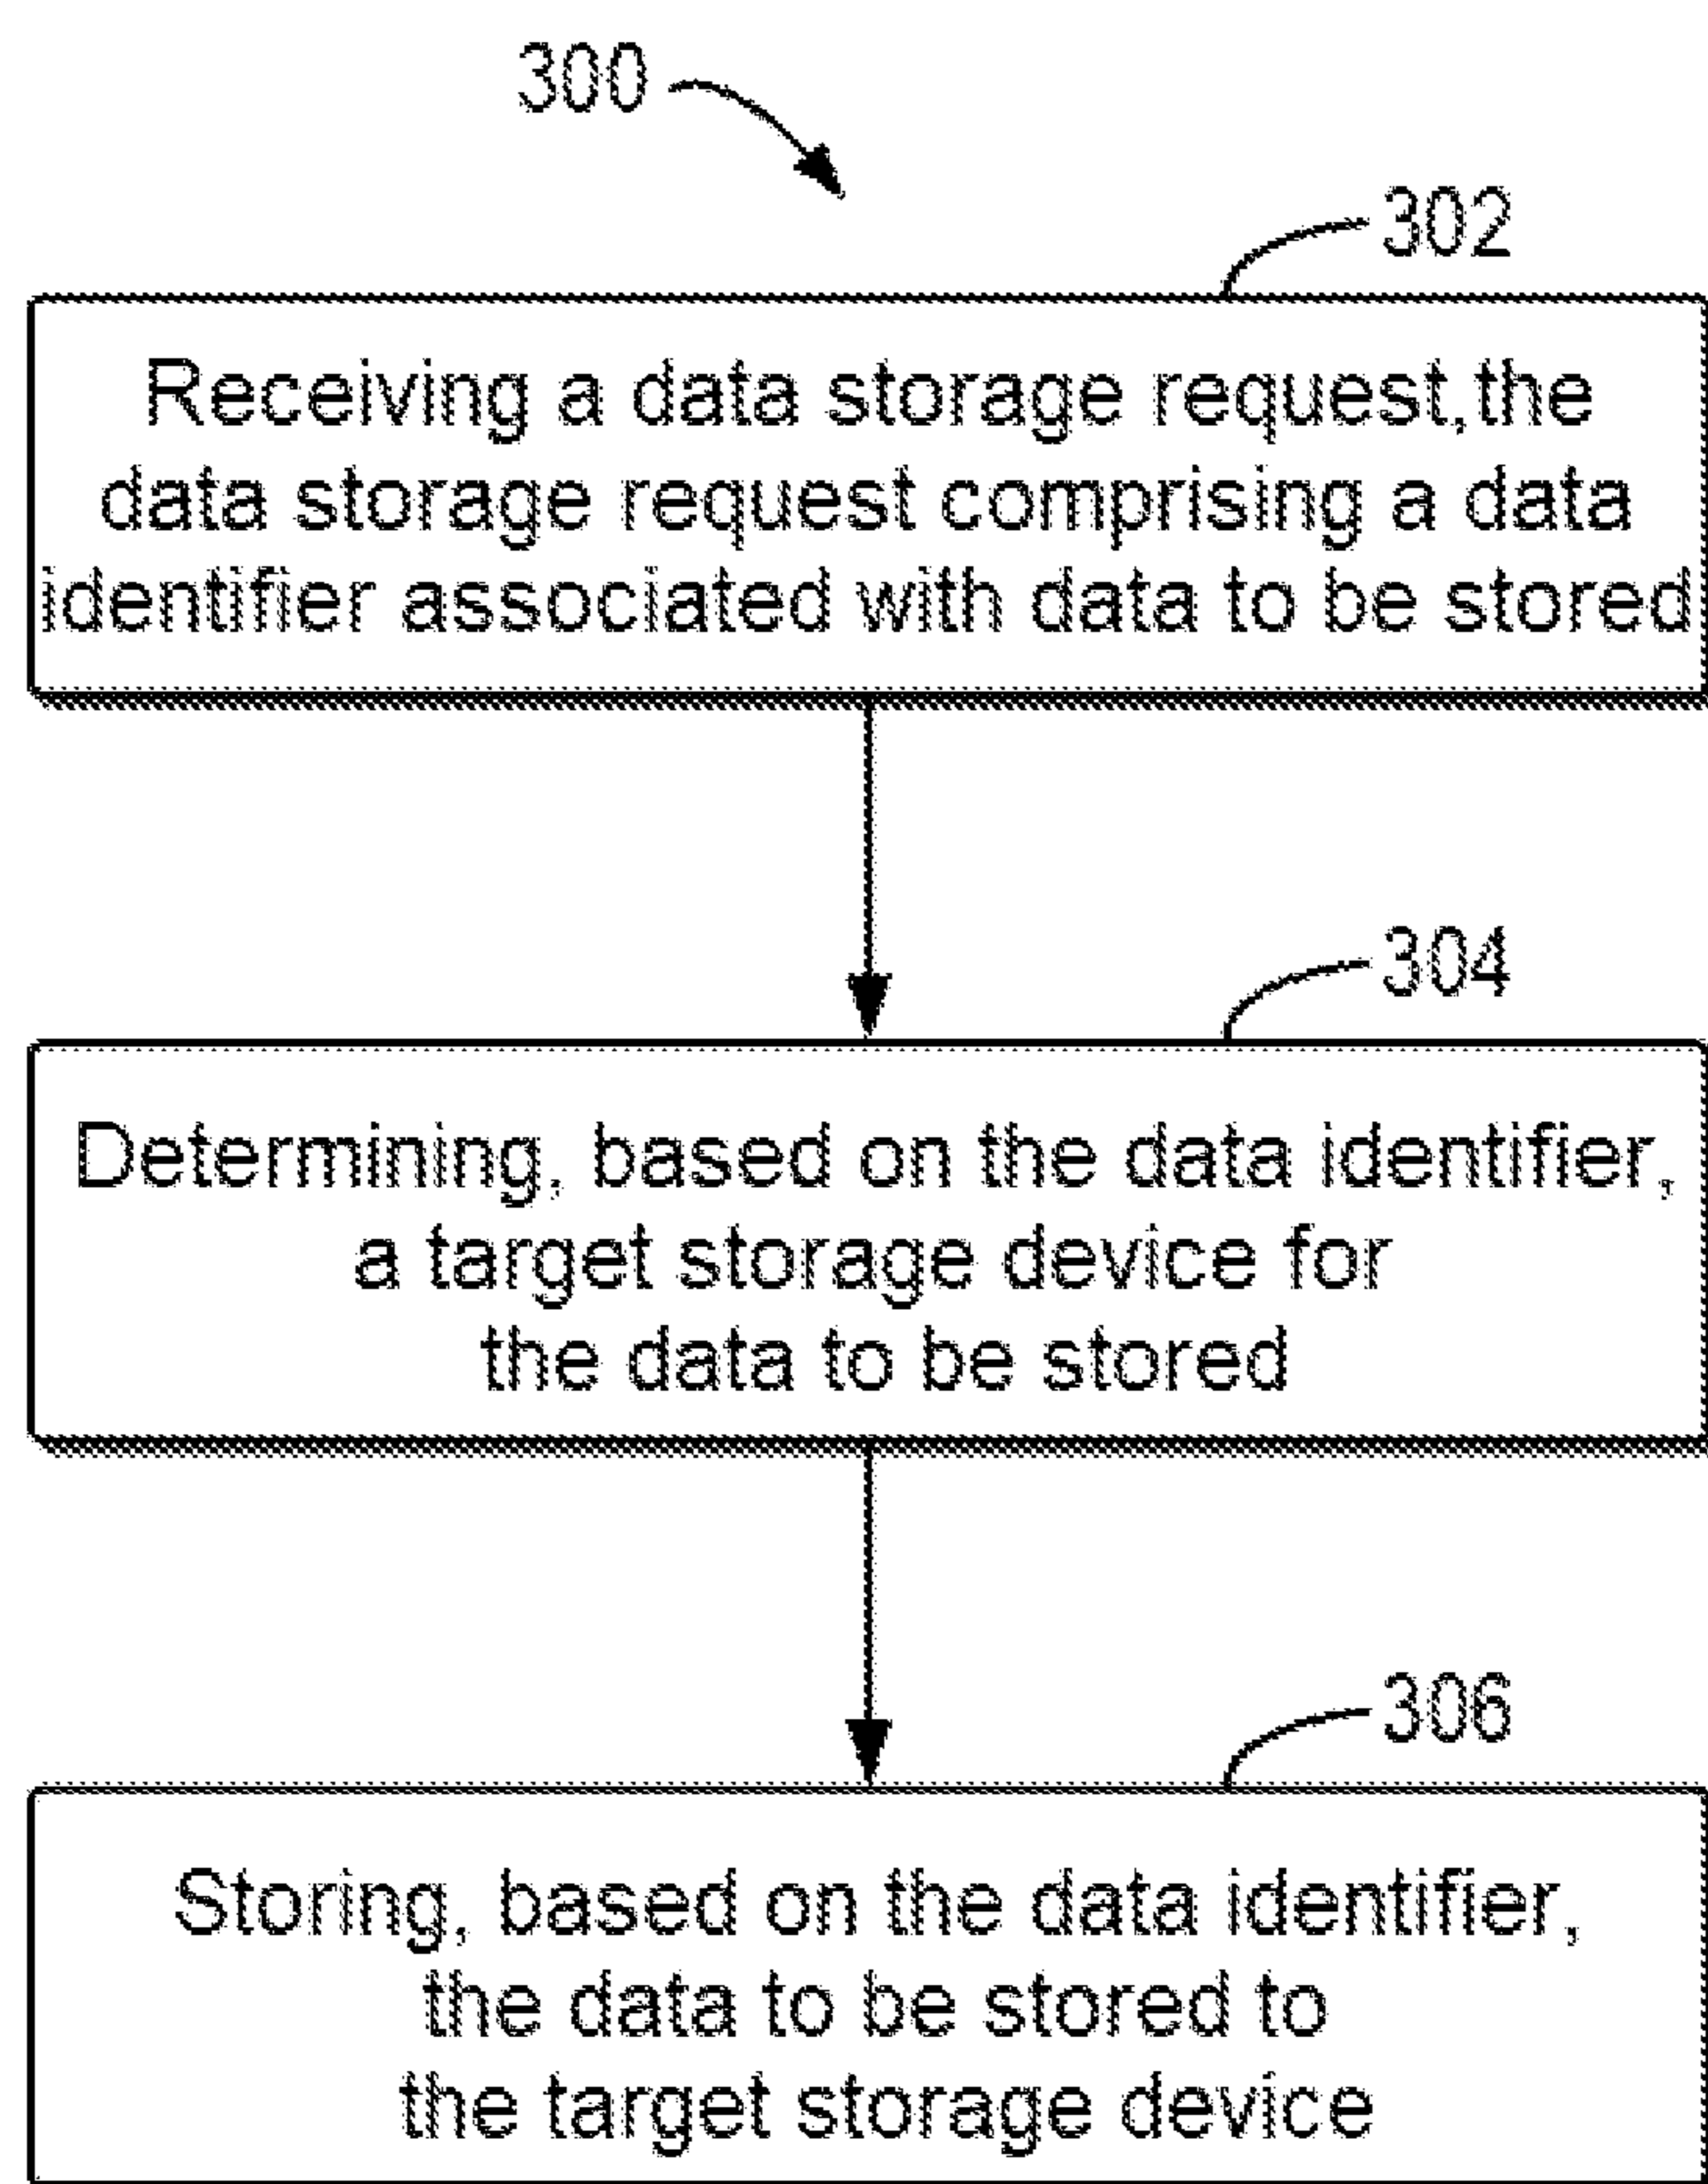 300
302
Receiving a data storage request,the
data storage request comprising a data
identifier associated with data to be stored
304
Determining, based on the data identifier,
a target storage device for
the data to be stored
306
Storing, based on the data identifier,
the data to be stored to
the target storage device